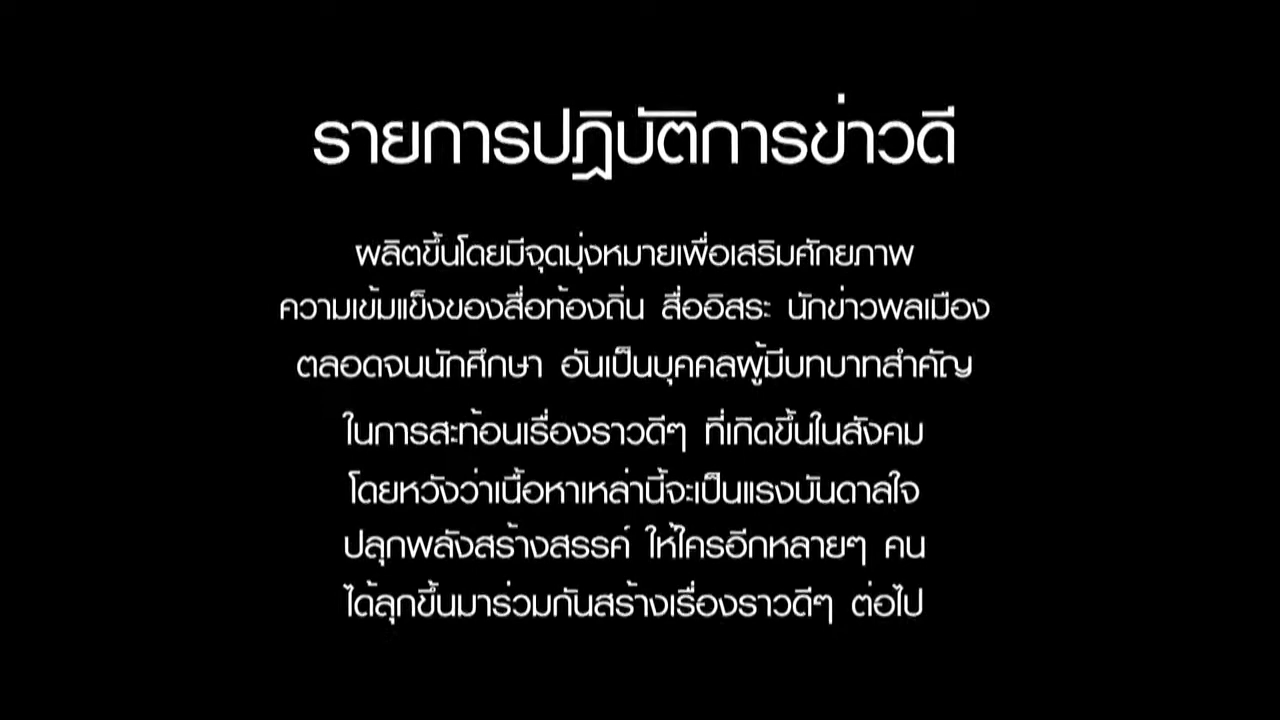 รายการปฏิบัติการข่าวดี
ผลิตขึ้นโดยมีจุดมุ่งหมายเพื่อเสริมศักยภาพ
ความเข้มแข็งของสื่อท้องถิ่น สื่ออิสระ นักข่าวพลเมือง
ตลอดจนนักศึกษา อันเป็นบุคคลผู้มีบทบาทสำคัญ
ในการสะท้อนเรื่องราวดีๆ ที่เกิดขึ้นในสังคม
โดยหวังว่าเนื้อหาเหล่านี้จะเป็นแรงบันดาลใจ
ปลุกพลังสร้างสรรค์ ให้ใครอีกหลายๆ คน
ได้ลุกขึ้นมาร่วมกันสร้างเรื่องราวดีๆ ต่อไป